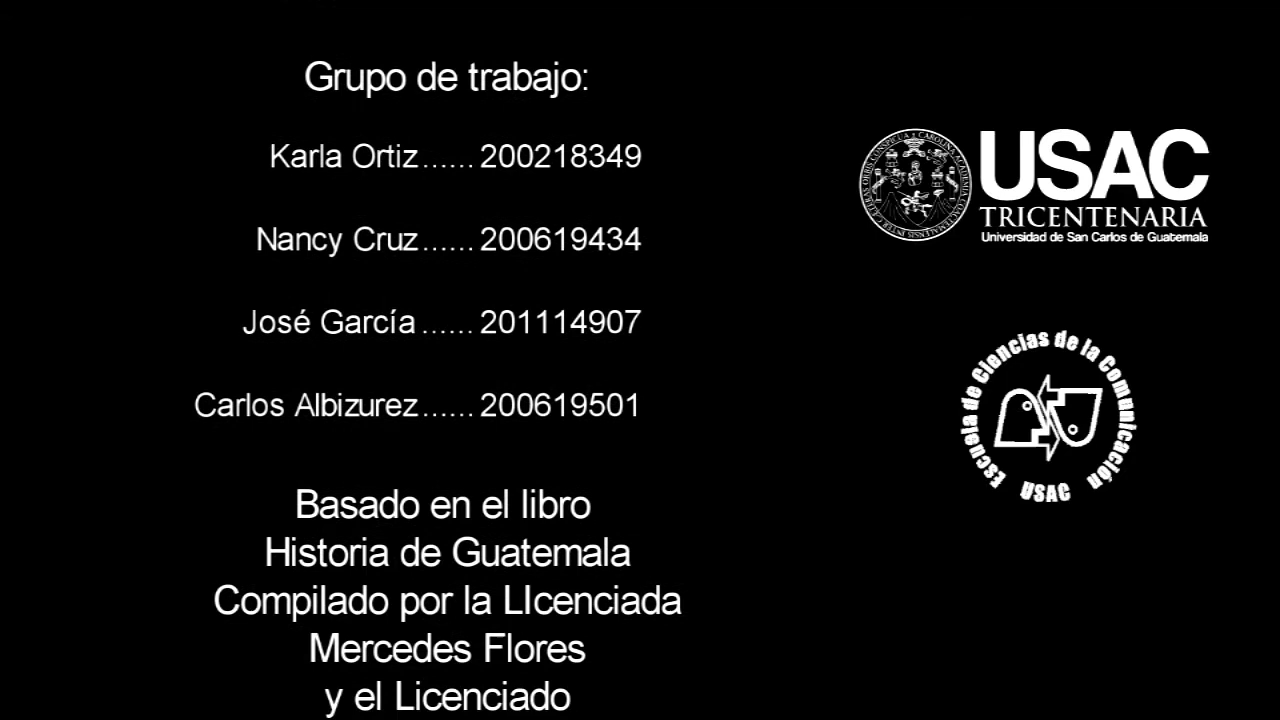 Grupo de trabajo:
Karla Ortiz...... 200218349
Nancy Cruz...... 200619434
José García...... 201114907
Carlos Albizurez...... 200619501
Basado en el libro
Historia de Guatemala
Compilado por la LIcenciada
Mercedes Flores
y el Licenciado
USAC
TRICENTENARIA
Universidad de San Carlos de Guatemala
Escuela de Ciencias de la Comunicación
USAC